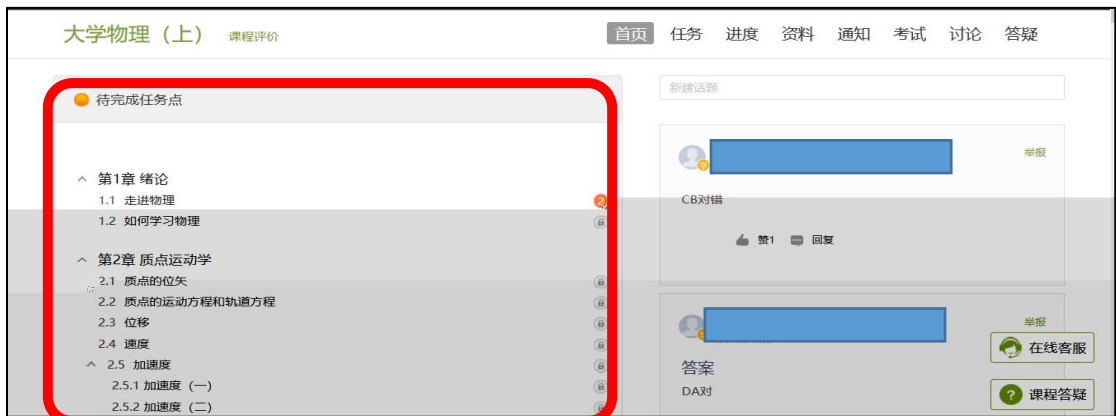 大学物理（上） 课程评价
首页 任务 进度 资料 通知 考试 讨论 答疑
待完成任务点
第1章 绪论
1.1 走进物理 2
1.2 如何学习物理
第2章 质点运动学
2.1 质点的位矢
2.2 质点的运动方程和轨道方程
2.3 位移
2.4 速度
2.5 加速度
2.5.1 加速度（一）
2.5.2 加速度（二）
新建话题
举报
CB对错
赞1 回复
举报
答案
DA对
在线客服
? 课程答疑